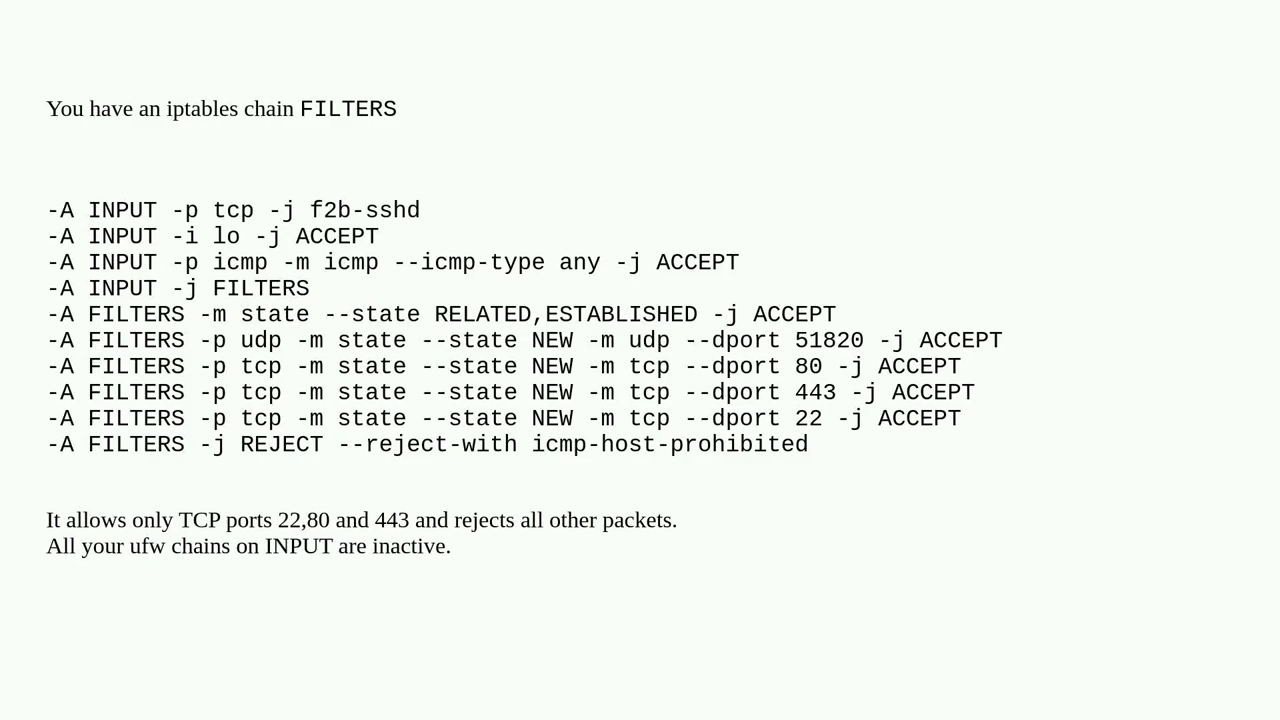 You have an iptables chain FILTERS
-A INPUT -p tcp -j f2b-sshd
-A INPUT -i lo -j ACCEPT
-A INPUT -p icmp -m icmp --icmp-type any -j ACCEPT
-A INPUT -j FILTERS
-A FILTERS -m state --state RELATED,ESTABLISHED -j ACCEPT
-A FILTERS -p udp -m state --state NEW -m udp --dport 51820 -j ACCEPT
-A FILTERS -p tcp -m state --state NEW -m tcp --dport 80 -j ACCEPT
-A FILTERS -p tcp -m state --state NEW -m tcp --dport 443 -j ACCEPT
-A FILTERS -p tcp -m state --state NEW -m tcp --dport 22 -j ACCEPT
-A FILTERS -j REJECT --reject-with icmp-host-prohibited
It allows only TCP ports 22,80 and 443 and rejects all other packets.
All your ufw chains on INPUT are inactive.